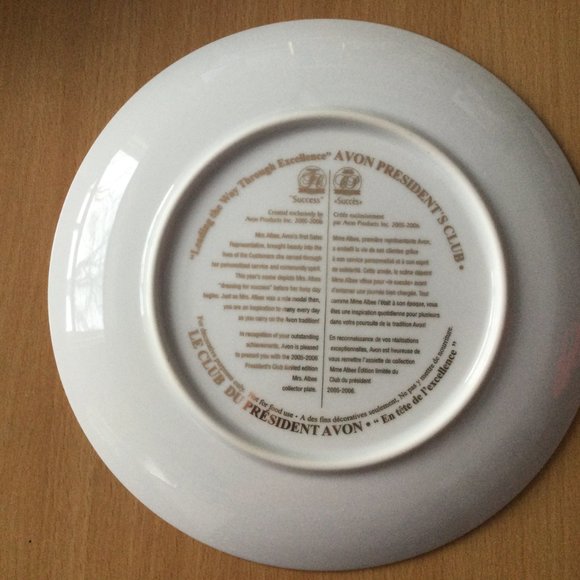 "Leading the Way Through Excellence" AVON PRESIDENT'S CLUB •
"Success"
Created exclusively by
Avon Products Inc. 2005-2006
Mrs. Albee, Avon's first Sales
Representative, brought beauty into the
lives of the Customers she served through
her personalized service and community spirit.
This year's motier depicts Mrs. Albee
"dressing for success" before her busy day
begins. Just as Mrs. Albee was a role model then,
you are an inspiration to many every day
as you carry on the Avon tradition!
In recognition of your outstanding
achievements, Avon is pleased
to present you with the 2005-2006
President's Club limited edition
Mrs. Albee
collector plate.
«Succès»
Créée exclusivement
par Avon Products Inc. 2005-2006
Mme Albee, première représentante Avon,
a embelli la vie de ses clientes grâce
à son service personnalisé et à son esprit
de solidarité. Cette année, la scène dépeint
Mme Albee «Vise pour «le succès» avant
d'entamer une journée bien chargée. Tout
comme Mme Albee l'était à son époque, vous
êtes une inspiration quotidienne pour plusieurs
dans votre poursuite de la tradition Avon!
En reconnaissance de vos réalisations
exceptionnelles, Avon est heureuse de
vous remettre l'assiette de collection
Mme Albee Édition limitée du
Club du président
2005-2006.
For decorative purposes only. Not for food use • A des fins décoratives seulement. Ne pas y mettre de nourriture.
LE CLUB DU PRÉSIDENT AVON • " En tête de l'excellence "